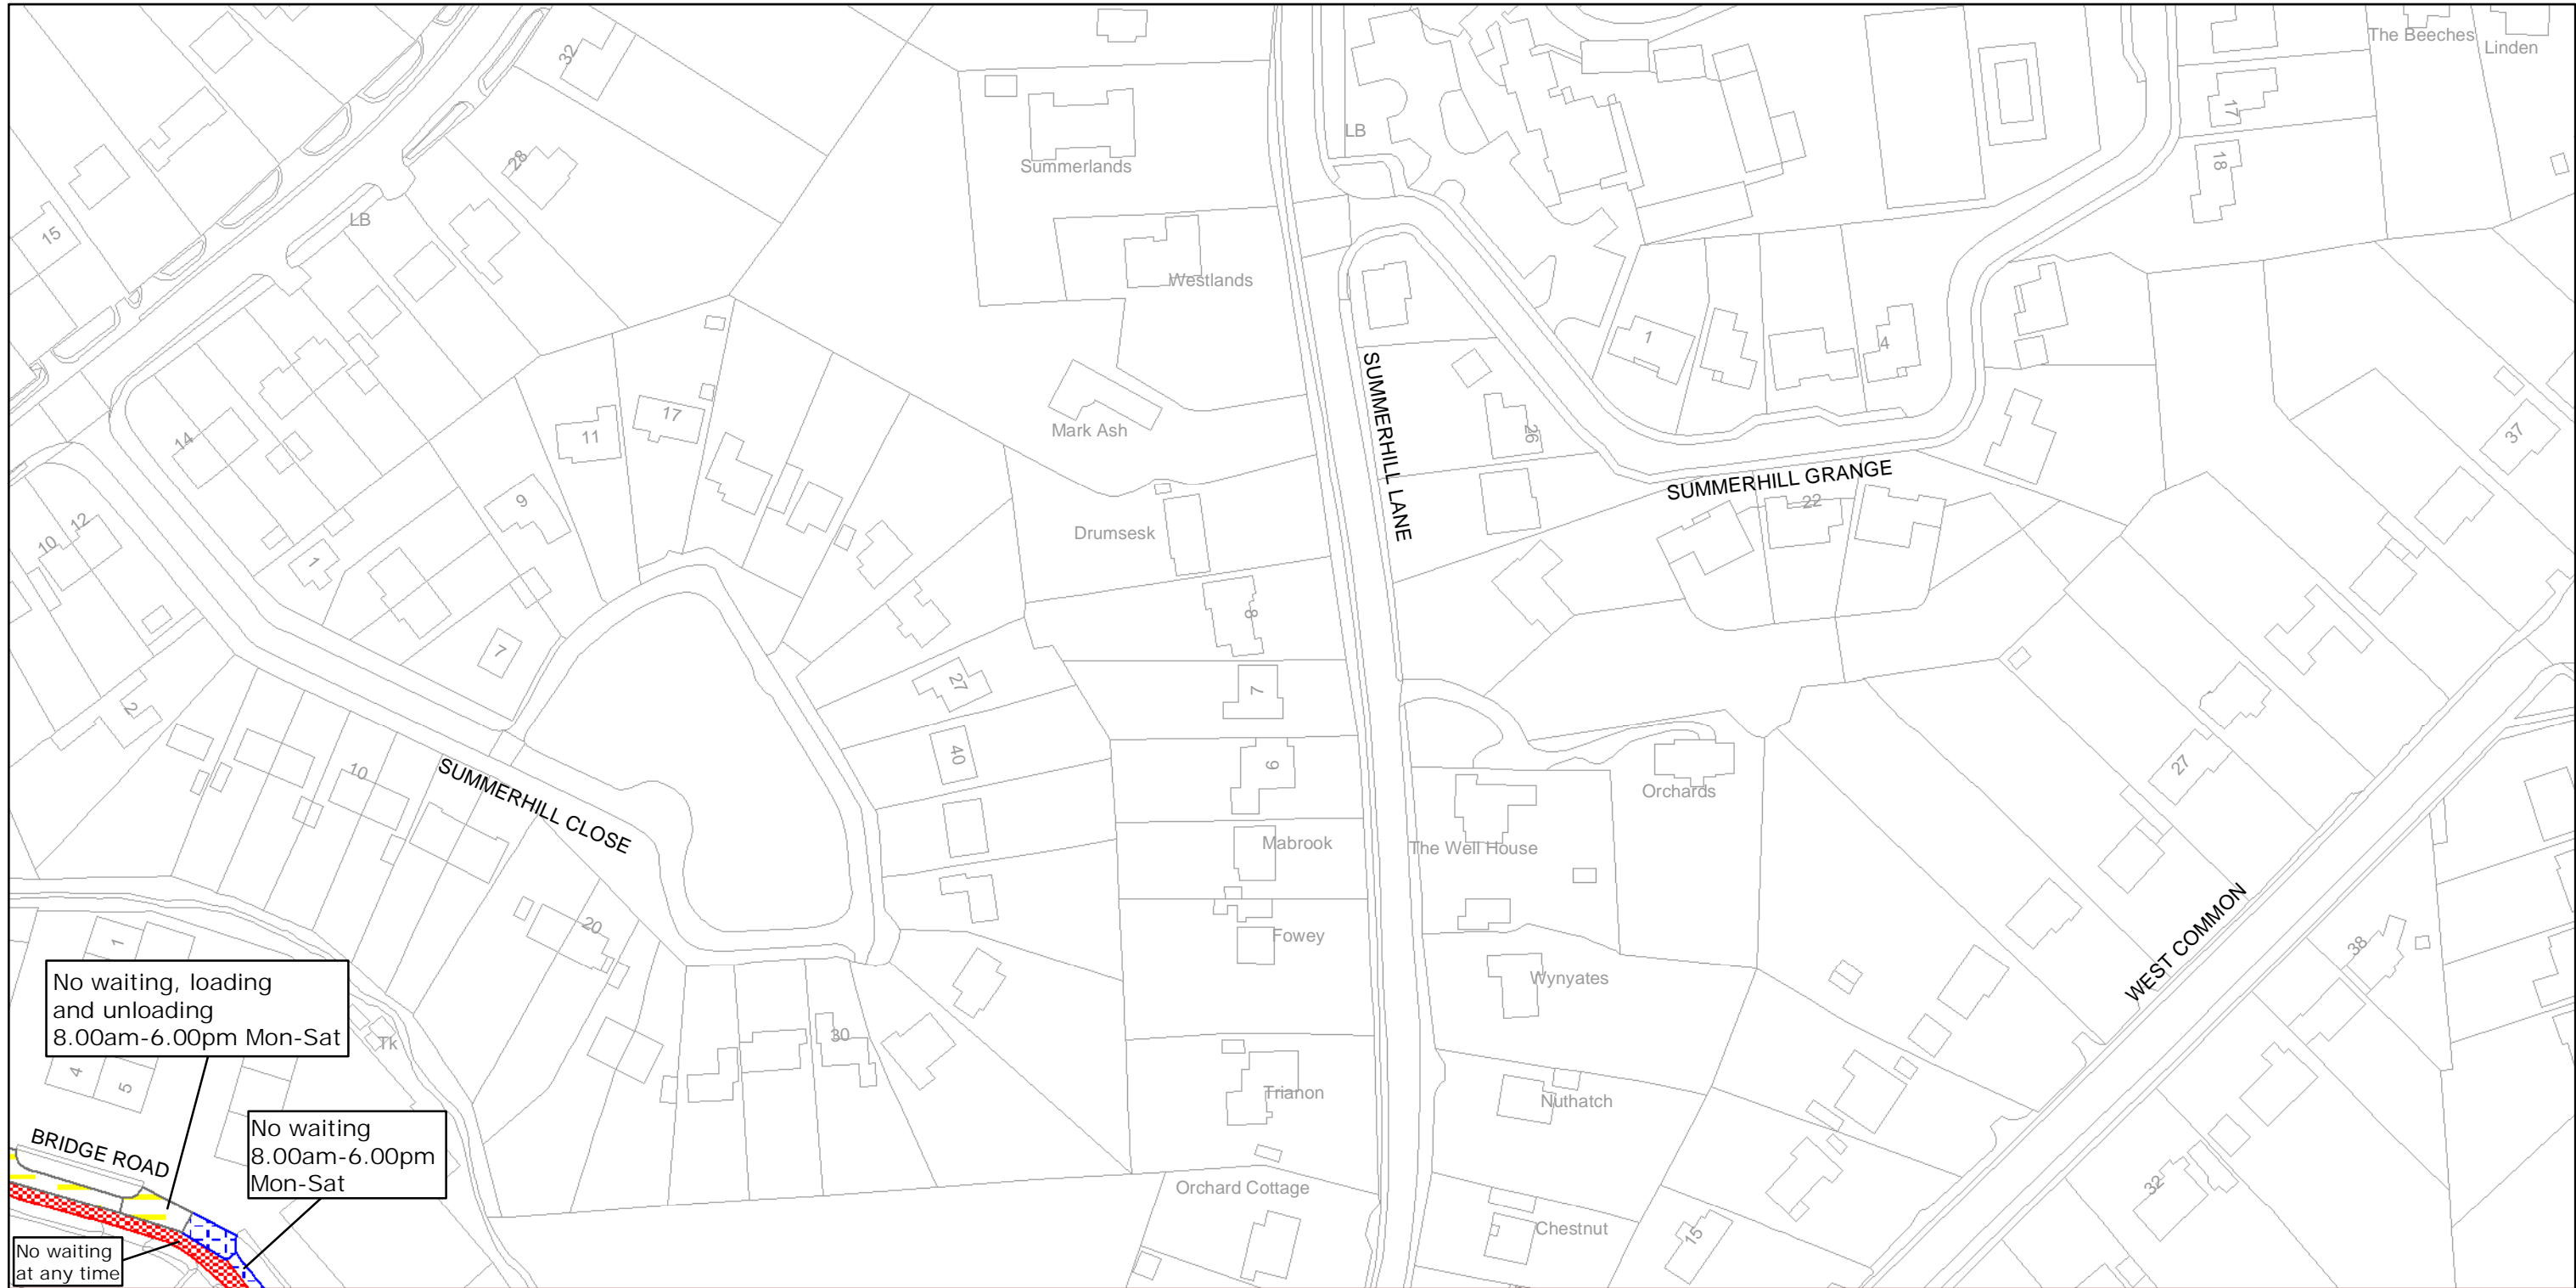 The Beeches
Linden
32
17
LB
28
Summerlands
18
LB
15
Westlands
1
4
SUMMERHILL LANE
17
11
Mark Ash
14
26
37
SUMMERHILL GRANGE
9
22
12
10
Drumsesk
1
8
7
27
7
2
40
6
27
10
SUMMERHILL CLOSE
Orchards
Mabrook
The Well House
WEST COMMON
20
Fowey
38
1
Wynyates
No waiting, loading
and unloading
8.00am-6.00pm Mon-Sat
30
Tk
4
5
Trianon
Nuthatch
BRIDGE ROAD
No waiting
8.00am-6.00pm
Mon-Sat
Orchard Cottage
32
Chestnut
15
No waiting
at any time